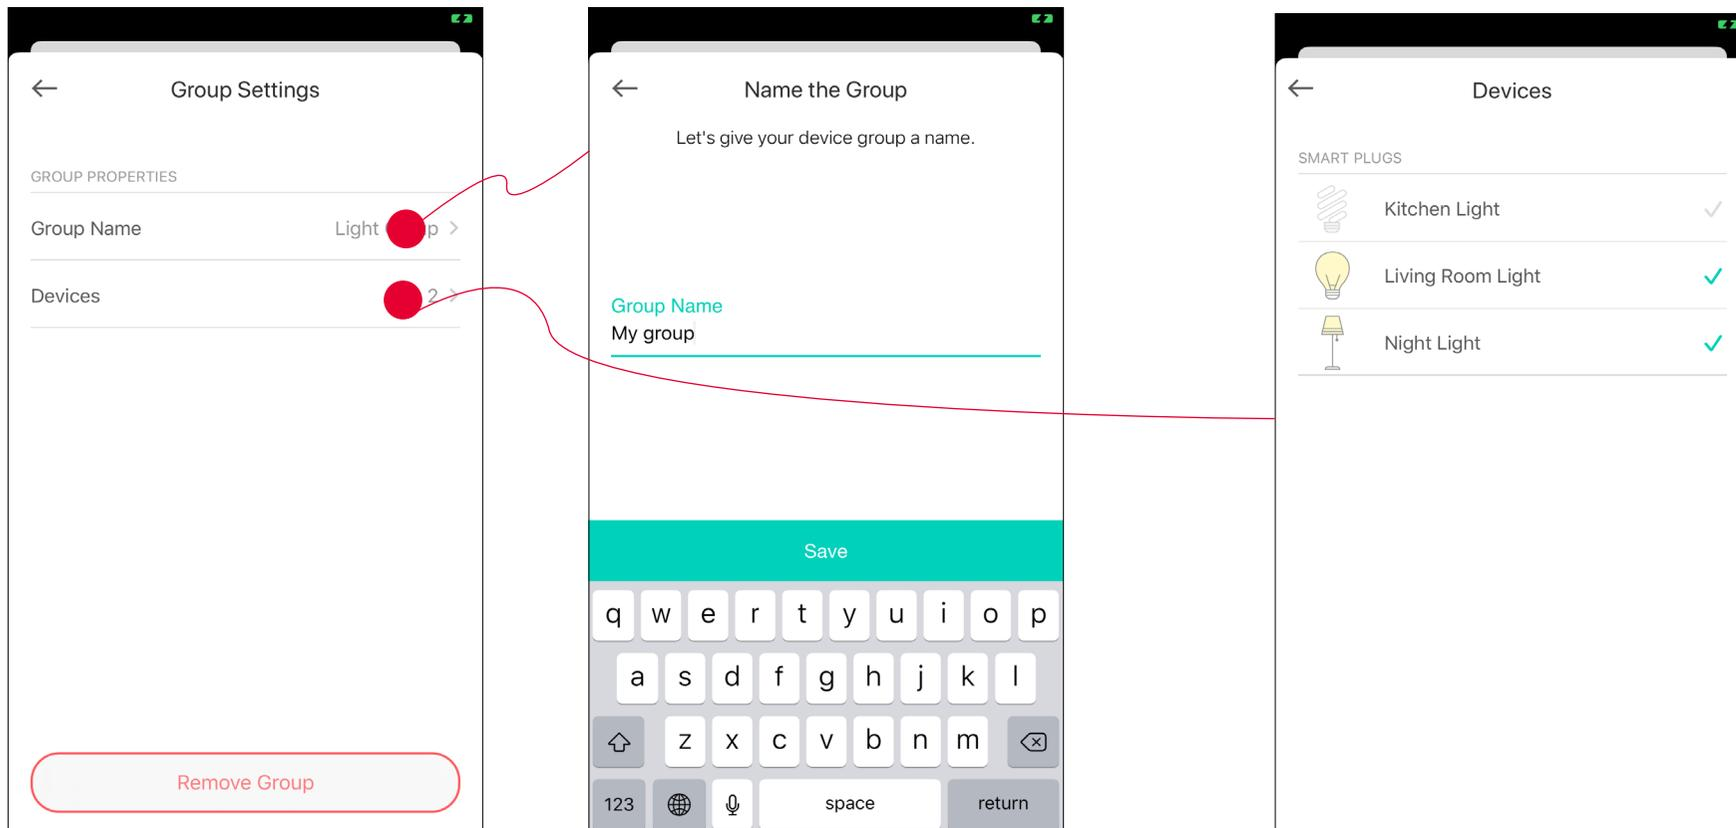 Group Settings
GROUP PROPERTIES
Group Name
Light
Devices
2
Remove Group
Name the Group
Let's give your device group a name.
Group Name
My group
Save
q w e r t y u i o p
a s d f g h j k l
z x c v b n m
123 space return
Devices
SMART PLUGS
Kitchen Light
Living Room Light
Night Light